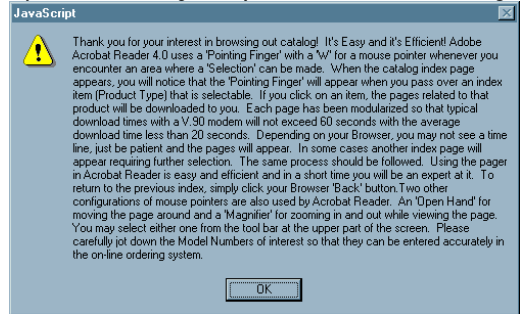 JavaScript
Thank you for your interest in browsing out catalog! It's Easy and it's Efficient! Adobe
Acrobat Reader 4.0 uses a 'Pointing Finger' with a 'W' for a mouse pointer whenever you
encounter an area where a 'Selection' can be made. When the catalog index page
appears, you will notice that the 'Pointing Finger' will appear when you pass over an index
item (Product Type) that is selectable. If you click on an item, the pages related to that
product will be downloaded to you. Each page has been modularized so that typical
download times with a V.90 modem will not exceed 60 seconds with the average
download time less than 20 seconds. Depending on your Browser, you may not see a time
line, just be patient and the pages will appear. In some cases another index page will
appear requiring further selection. The same process should be followed. Using the pager
in Acrobat Reader is easy and efficient and in a short time you will be an expert at it. To
return to the previous index, simply click your Browser 'Back' button.Two other
configurations of mouse pointers are also used by Acrobat Reader. An 'Open Hand' for
moving the page around and a 'Magnifier' for zooming in and out while viewing the page.
You may select either one from the tool bar at the upper part of the screen. Please
carefully jot down the Model Numbers of interest so that they can be entered accurately in
the on-line ordering system.
OK